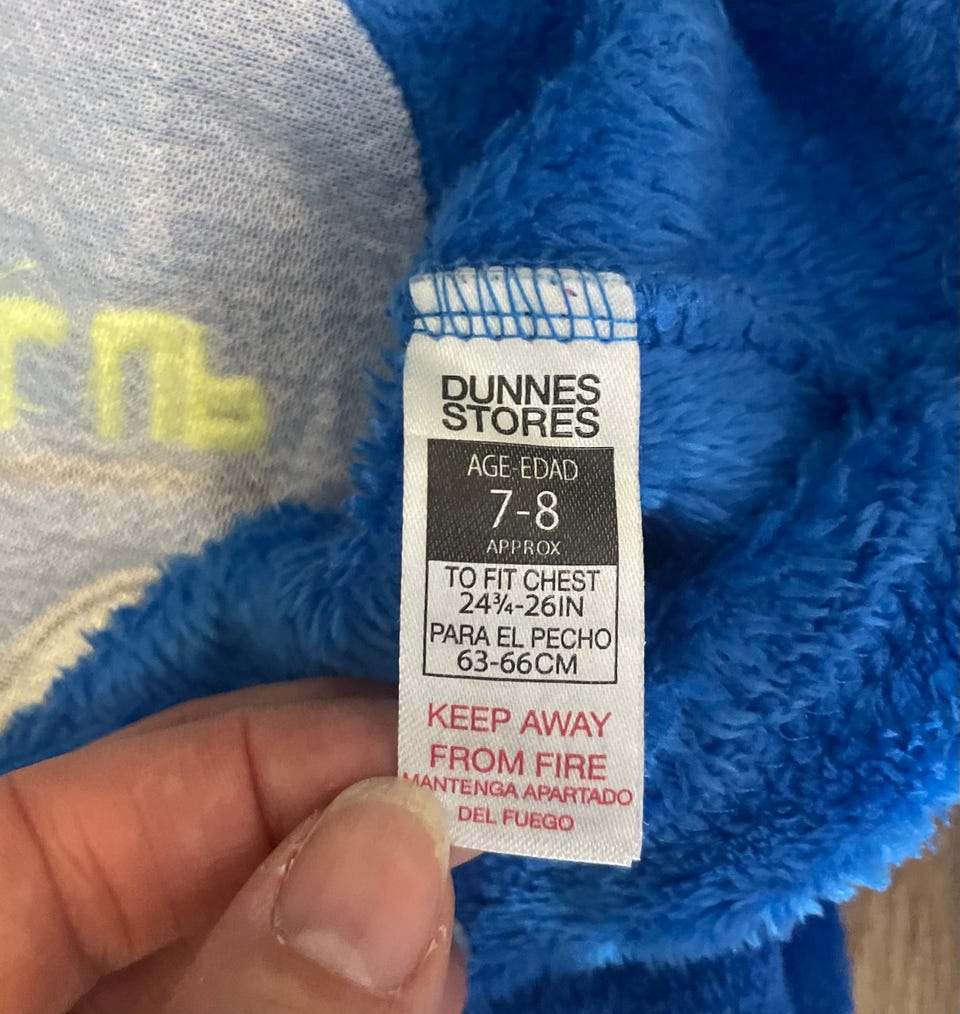 DUNNES
STORES
AGE-EDAD
7-8
APPROX
TO FIT CHEST
24¾-26IN
PARA EL PECHO
63-66CM
KEEP AWAY
FROM FIRE
MANTENGA APARTADO
DEL FUEGO